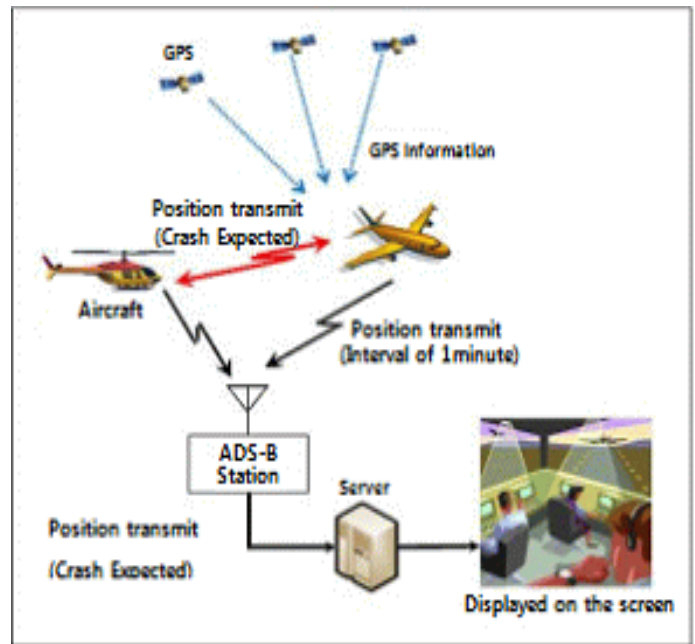 GPS
GPS Information
Position transmit
(Crash Expected)
Aircraft
Position transmit
(Interval of 1minute)
ADS-B
Station
Server
Position transmit
(Crash Expected)
Displayed on the screen